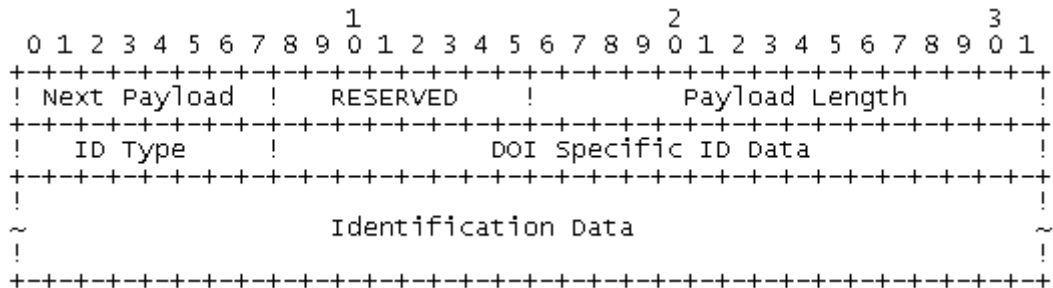 1                   2                   3
 0 1 2 3 4 5 6 7 8 9 0 1 2 3 4 5 6 7 8 9 0 1 2 3 4 5 6 7 8 9 0 1
+-+-+-+-+-+-+-+-+-+-+-+-+-+-+-+-+-+-+-+-+-+-+-+-+-+-+-+-+-+-+-+-+
! Next Payload  !   RESERVED    !         Payload Length        !
+-+-+-+-+-+-+-+-+-+-+-+-+-+-+-+-+-+-+-+-+-+-+-+-+-+-+-+-+-+-+-+-+
!   ID Type     !             DOI Specific ID Data              !
+-+-+-+-+-+-+-+-+-+-+-+-+-+-+-+-+-+-+-+-+-+-+-+-+-+-+-+-+-+-+-+-+
!                                                               !
~                   Identification Data                         ~
!                                                               !
+-+-+-+-+-+-+-+-+-+-+-+-+-+-+-+-+-+-+-+-+-+-+-+-+-+-+-+-+-+-+-+-+